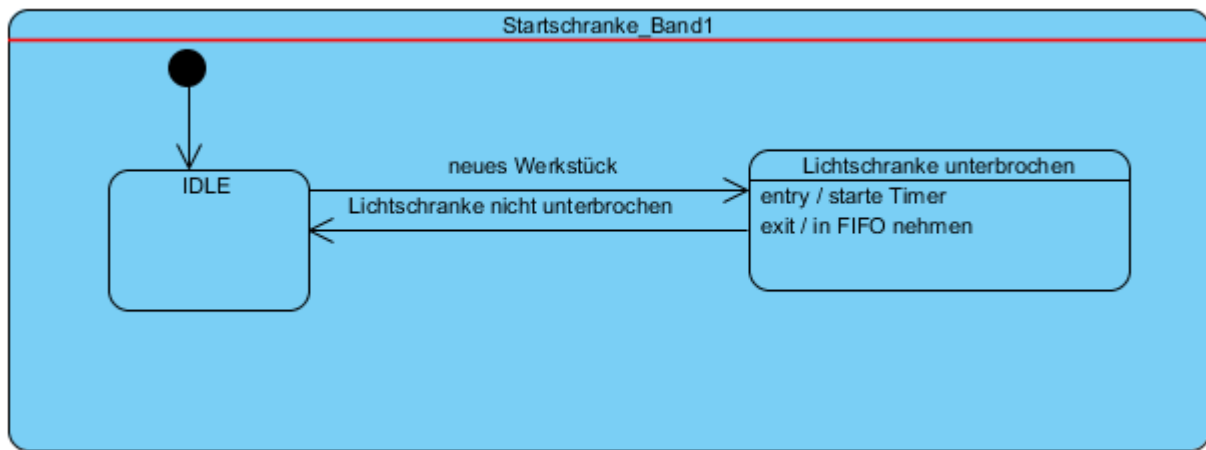 Startschranke_Band1
IDLE
neues Werkstück
Lichtschranke nicht unterbrochen
Lichtschranke unterbrochen
entry / starte Timer
exit / in FIFO nehmen